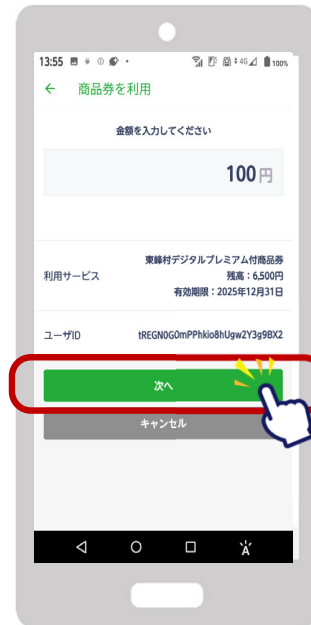 13:55
4G 100%
← 商品券を利用
金額を入力してください
100円
東峰村デジタルプレミアム付商品券
利用サービス 残高：6,500円
有効期限：2025年12月31日
ユーザID tREGN0G0mPPhkio8hUgw2Y3g9BX2
次へ
キャンセル